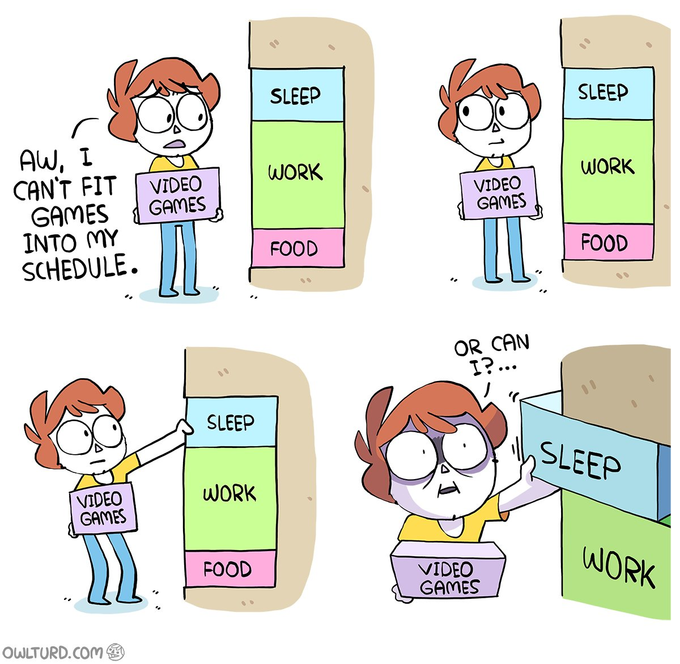 AW, I
CAN'T FIT
GAMES
INTO MY
SCHEDULE.
VIDEO
GAMES
SLEEP
WORK
FOOD
VIDEO
GAMES
SLEEP
WORK
FOOD
VIDEO
GAMES
SLEEP
WORK
FOOD
OR CAN
I?...
VIDEO
GAMES
SLEEP
WORK
OWLTURD.COM